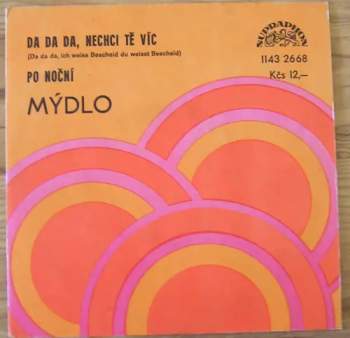 DA DA DA, NECHCI TĚ VÍC
(Da da da, ich weiss Bescheid du weisst Bescheid)
PO NOČNÍ
MÝDLO
SUPRAPHON
1143 2668
Kčs 12,—